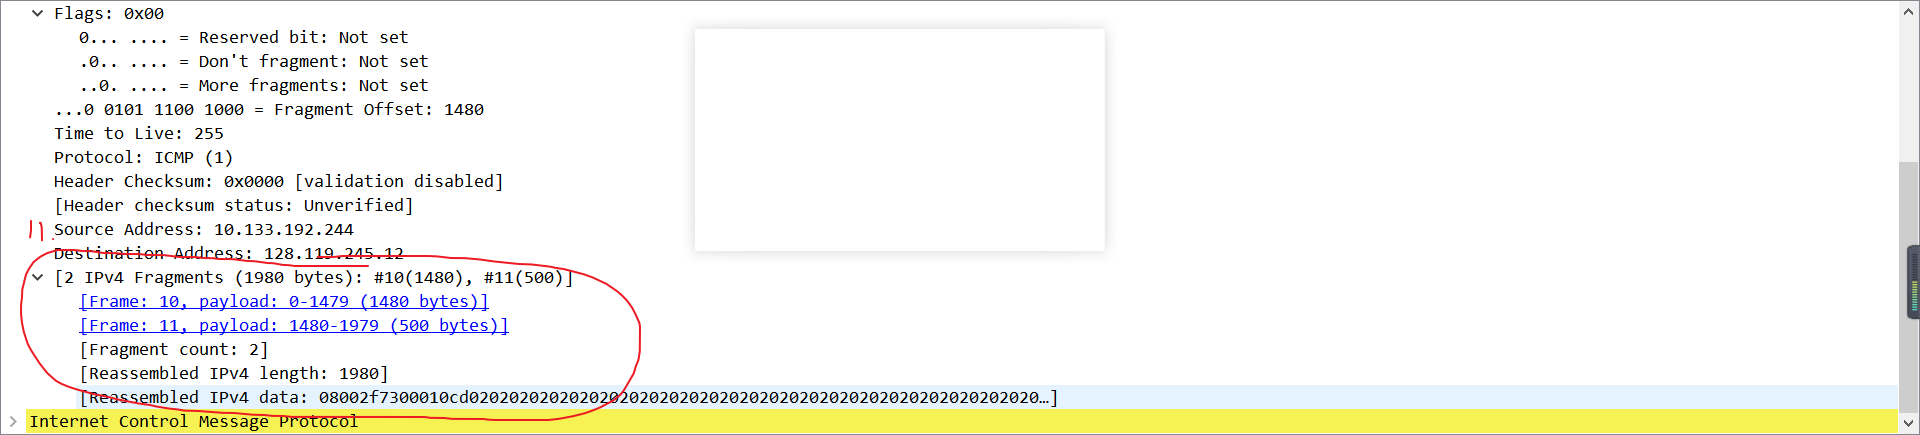 Flags: 0x00
0... .... = Reserved bit: Not set
.0.. .... = Don't fragment: Not set
..0. .... = More fragments: Not set
...0 0101 1100 1000 = Fragment Offset: 1480
Time to Live: 255
Protocol: ICMP (1)
Header Checksum: 0x0000 [validation disabled]
[Header checksum status: Unverified]
11. Source Address: 10.133.192.244
Destination Address: 128.119.245.12
[2 IPv4 Fragments (1980 bytes): #10(1480), #11(500)]
[Frame: 10, payload: 0-1479 (1480 bytes)]
[Frame: 11, payload: 1480-1979 (500 bytes)]
[Fragment count: 2]
[Reassembled IPv4 length: 1980]
[Reassembled IPv4 data: 08002f7300010cd0202020202020202020202020202020202020202020202020202020202…]
Internet Control Message Protocol